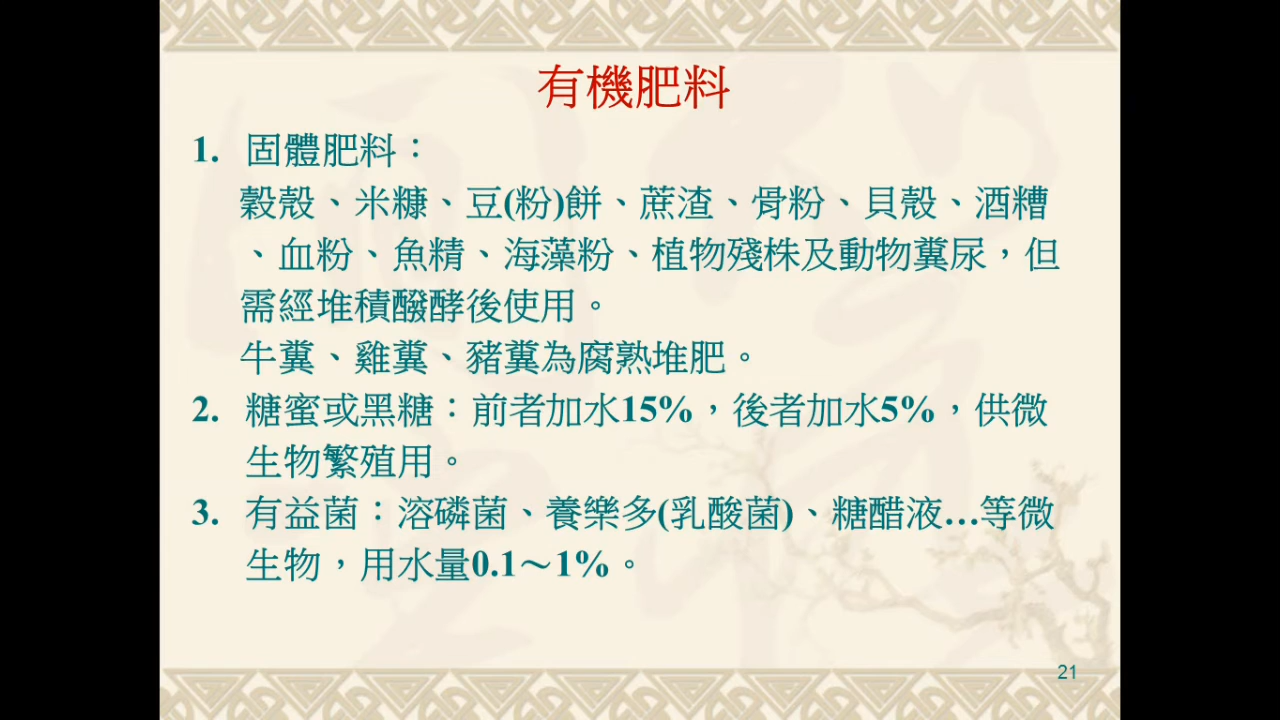 有機肥料
1. 固體肥料：
穀殼、米糠、豆(粉)餅、蔗渣、骨粉、貝殼、酒糟
、血粉、魚精、海藻粉、植物殘株及動物糞尿，但
需經堆積醱酵後使用。
牛糞、雞糞、豬糞為腐熟堆肥。
2. 糖蜜或黑糖：前者加水15%，後者加水5%，供微
生物繁殖用。
3. 有益菌：溶磷菌、養樂多(乳酸菌)、糖醋液…等微
生物，用水量0.1～1%。
21